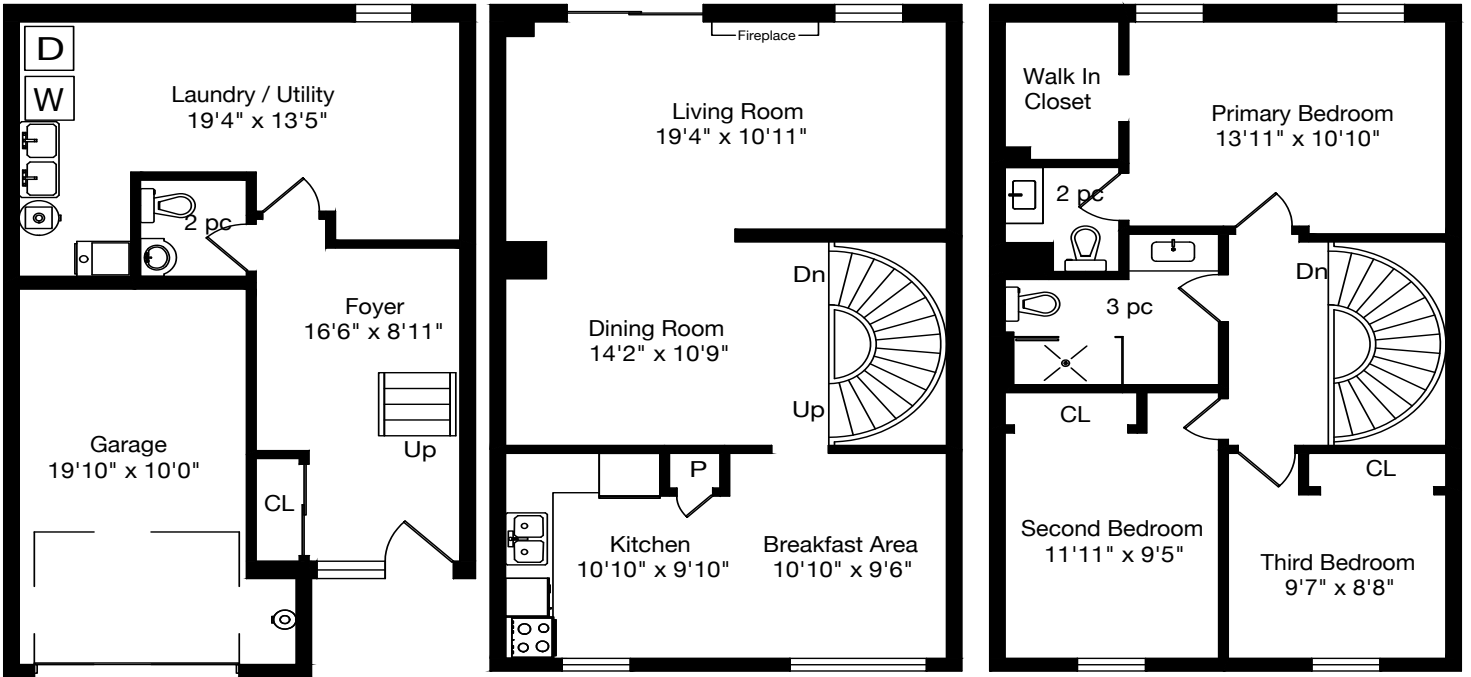 D
W
Laundry / Utility
19'4" x 13'5"
2 pc
Foyer
16'6" x 8'11"
Up
Garage
19'10" x 10'0"
CL
Fireplace
Living Room
19'4" x 10'11"
Dn
Dining Room
14'2" x 10'9"
Up
P
Kitchen
10'10" x 9'10"
Breakfast Area
10'10" x 9'6"
Walk In
Closet
Primary Bedroom
13'11" x 10'10"
2 pc
Dn
3 pc
CL
CL
Second Bedroom
11'11" x 9'5"
Third Bedroom
9'7" x 8'8"